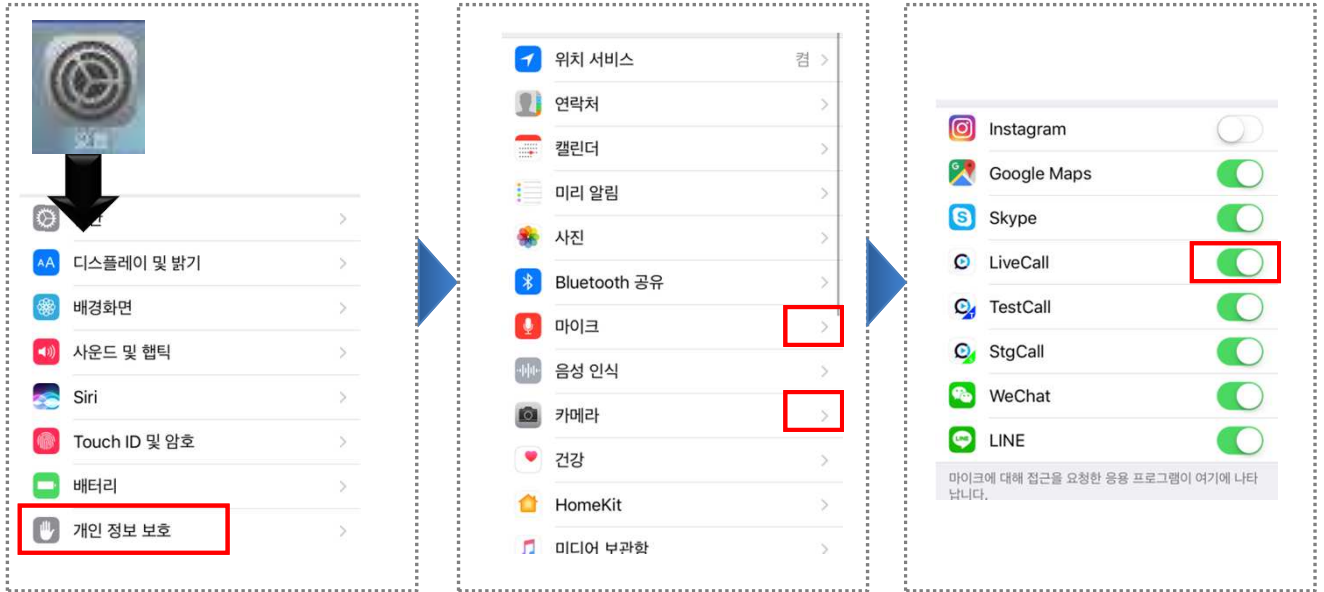 설정
디스플레이 및 밝기
배경화면
사운드 및 햅틱
Siri
Touch ID 및 암호
배터리
개인 정보 보호
위치 서비스 켬
연락처
캘린더
미리 알림
사진
Bluetooth 공유
마이크
음성 인식
카메라
건강
HomeKit
미디어 보관함
Instagram
Google Maps
Skype
LiveCall
TestCall
StgCall
WeChat
LINE
마이크에 대해 접근을 요청한 응용 프로그램이 여기에 나타
납니다.